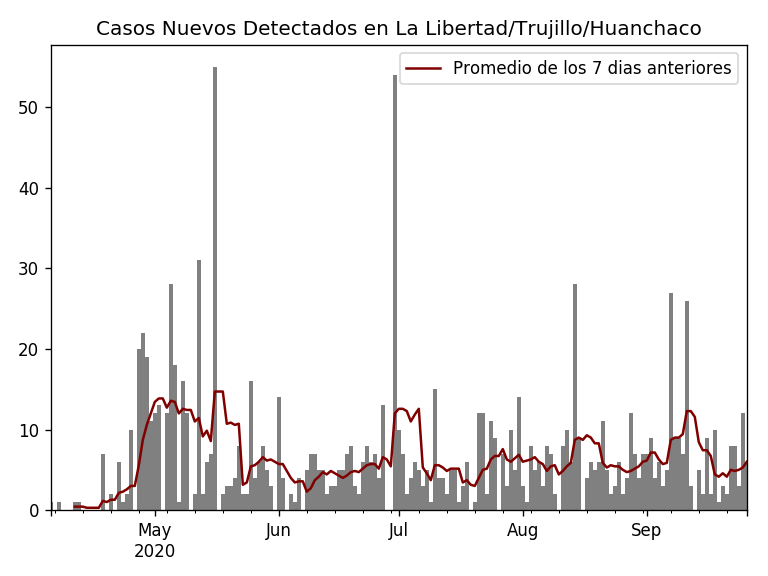 Casos Nuevos Detectados en La Libertad/Trujillo/Huanchaco
Promedio de los 7 dias anteriores
50
40
30
20
10
0
May Jun Jul Aug Sep
2020